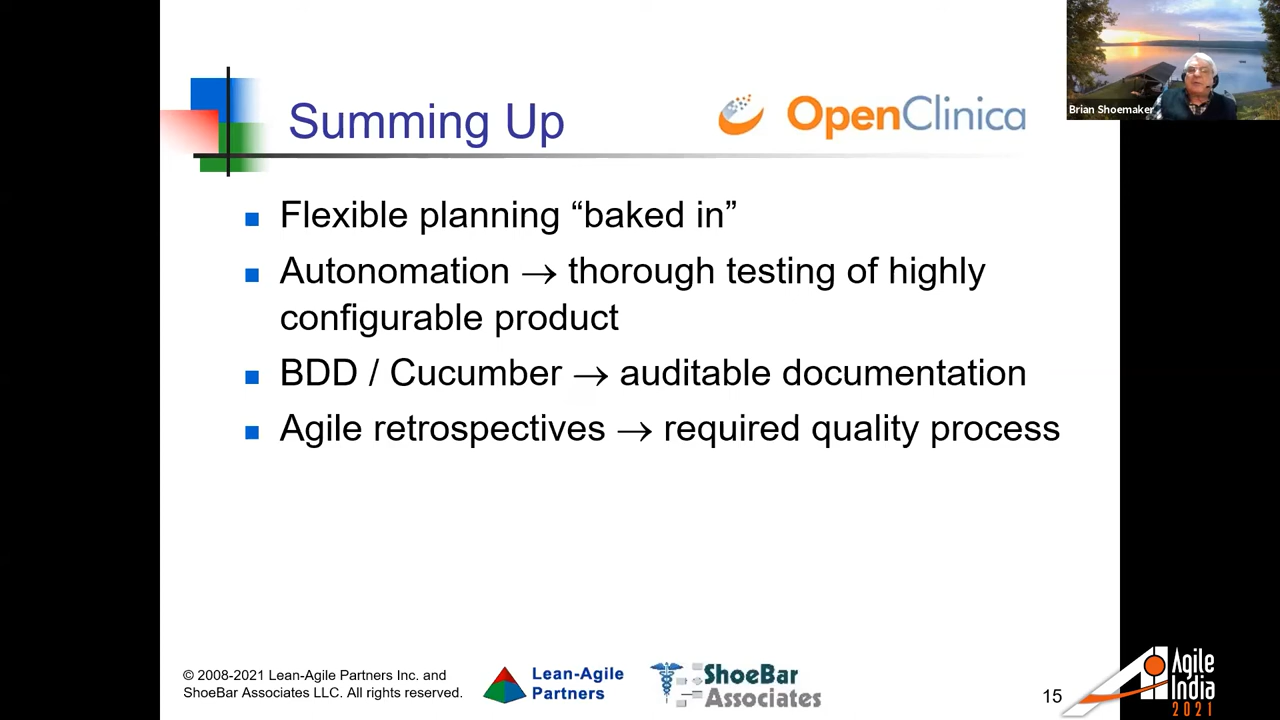 Summing Up
OpenClinica
Brian Shoemaker
Flexible planning “baked in”
Autonomation → thorough testing of highly
configurable product
BDD / Cucumber → auditable documentation
Agile retrospectives → required quality process
© 2008-2021 Lean-Agile Partners Inc. and
ShoeBar Associates LLC. All rights reserved.
Lean-Agile
Partners
ShoeBar
Associates
15
Agile
India
2021